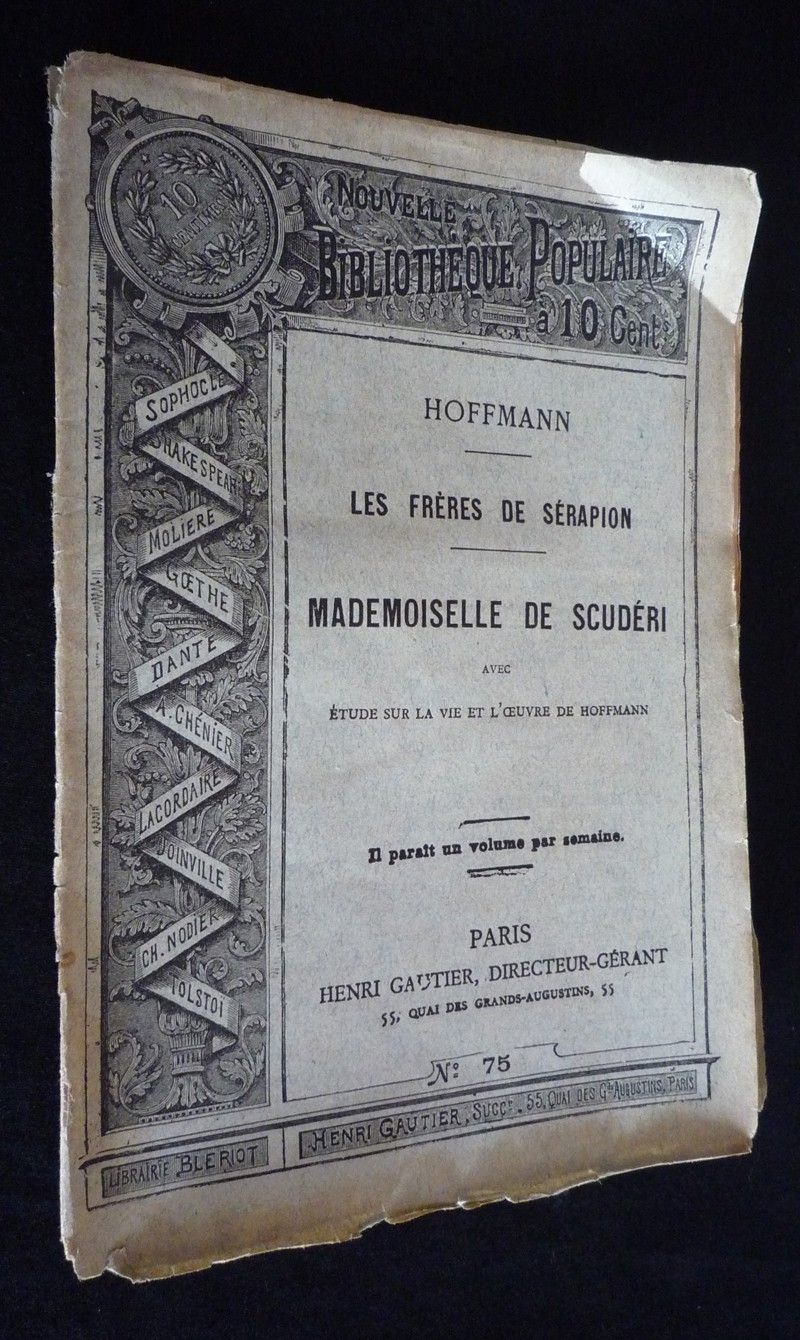 10
CENTIMES
NOUVELLE
BIBLIOTHÈQUE POPULAIRE
à 10 Cent.s
SOPHOCLE
SHAKESPEARE
MOLIERE
GŒTHE
DANTE
A. CHÉNIER
LACORDAIRE
JOINVILLE
CH. NODIER
TOLSTOÏ
HOFFMANN
LES FRÈRES DE SÉRAPION
MADEMOISELLE DE SCUDÉRI
AVEC
ÉTUDE SUR LA VIE ET L'ŒUVRE DE HOFFMANN
Il paraît un volume par semaine.
PARIS
HENRI GAUTIER, DIRECTEUR-GÉRANT
55, QUAI DES GRANDS-AUGUSTINS, 55
No: 75
LIBRAIRIE BLÉRIOT
HENRI GAUTIER, SUCCR., 55, QUAI DES GDS AUGUSTINS, PARIS